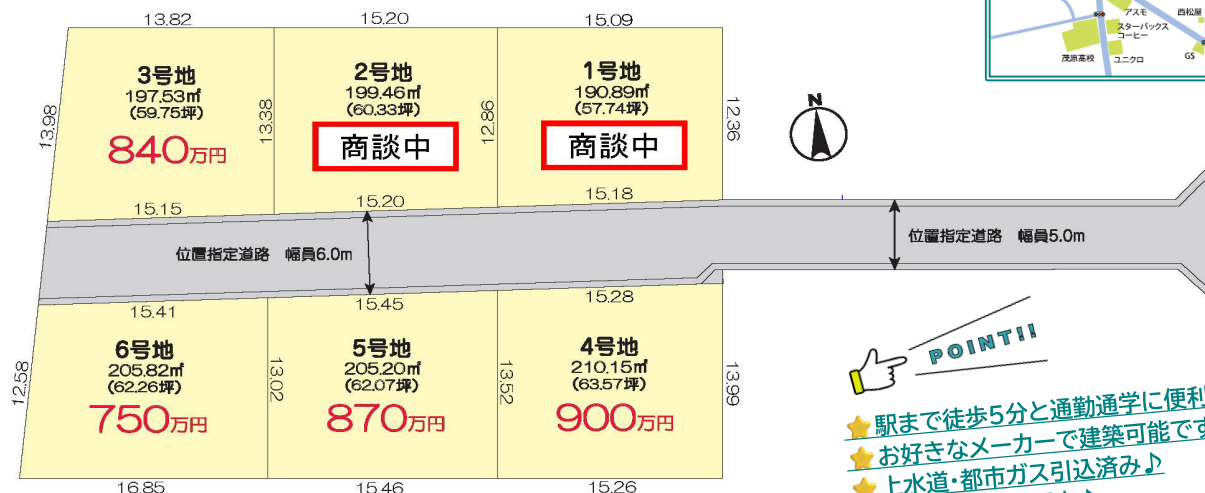 13.82
15.20
15.09
アスモ
西松屋
スターバックス
コーヒー
茂原高校
ユニクロ
GS
3号地
197.53㎡
(59.75坪)
840万円
2号地
199.46㎡
(60.33坪)
商談中
1号地
190.89㎡
(57.74坪)
商談中
13.98
13.38
12.86
12.36
N
15.15
15.20
15.18
位置指定道路 幅員6.0m
位置指定道路 幅員5.0m
15.41
15.45
15.28
6号地
205.82㎡
(62.26坪)
750万円
5号地
205.20㎡
(62.07坪)
870万円
4号地
210.15㎡
(63.57坪)
900万円
12.58
13.02
13.52
13.99
16.85
15.46
15.26
POINT!!
駅まで徒歩5分と通勤通学に便利
お好きなメーカーで建築可能です
上水道・都市ガス引込済み♪